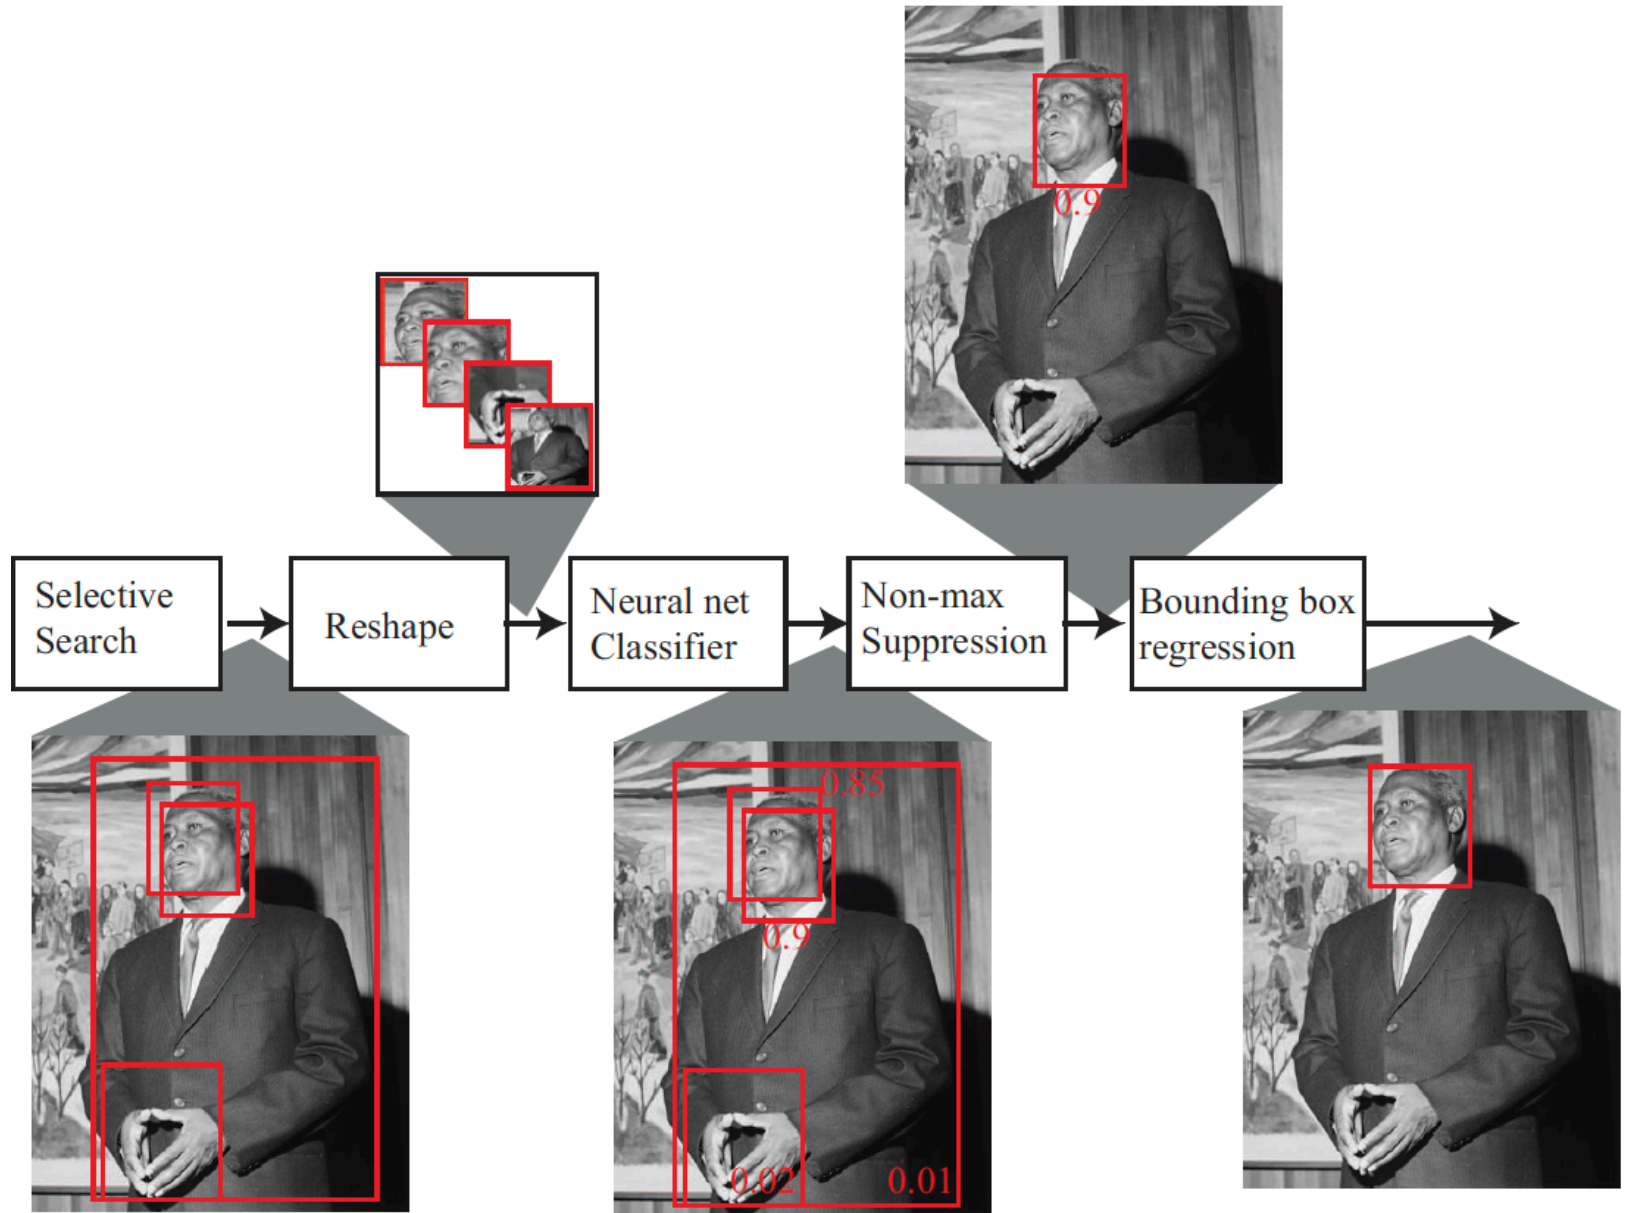 0.9
Selective
Search
Reshape
Neural net
Classifier
Non-max
Suppression
Bounding box
regression
0.85
0.9
0.02
0.01